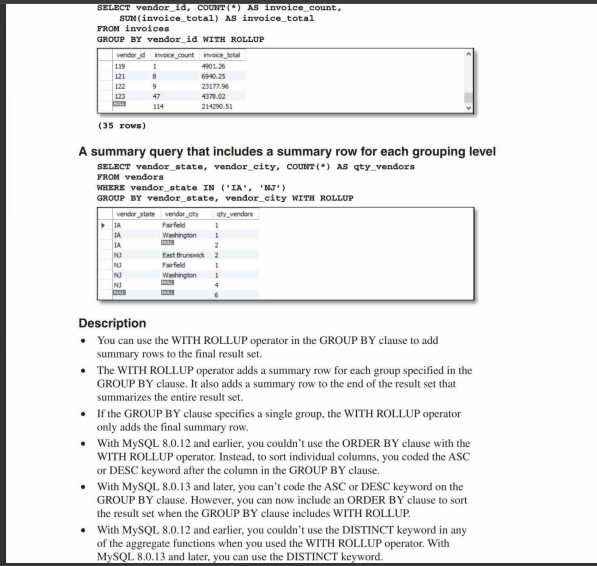 SELECT vendor_id, COUNT(*) AS invoice_count,
SUM(invoice_total) AS invoice_total
FROM invoices
GROUP BY vendor_id WITH ROLLUP
vendor_id invoice_count invoice_total
119 1 4901.26
121 8 6940.25
122 9 23177.96
123 47 4378.02
NULL 114 214290.51
(35 rows)
A summary query that includes a summary row for each grouping level
SELECT vendor_state, vendor_city, COUNT(*) AS qty_vendors
FROM vendors
WHERE vendor_state IN ('IA', 'NJ')
GROUP BY vendor_state, vendor_city WITH ROLLUP
vendor_state vendor_city qty_vendors
IA Fairfield 1
IA Washington 1
IA NULL 2
NJ East Brunswick 2
NJ Fairfield 1
NJ Washington 1
NJ NULL 4
NULL NULL 6
Description
• You can use the WITH ROLLUP operator in the GROUP BY clause to add
summary rows to the final result set.
• The WITH ROLLUP operator adds a summary row for each group specified in the
GROUP BY clause. It also adds a summary row to the end of the result set that
summarizes the entire result set.
• If the GROUP BY clause specifies a single group, the WITH ROLLUP operator
only adds the final summary row.
• With MySQL 8.0.12 and earlier, you couldn't use the ORDER BY clause with the
WITH ROLLUP operator. Instead, to sort individual columns, you coded the ASC
or DESC keyword after the column in the GROUP BY clause.
• With MySQL 8.0.13 and later, you can't code the ASC or DESC keyword on the
GROUP BY clause. However, you can now include an ORDER BY clause to sort
the result set when the GROUP BY clause includes WITH ROLLUP.
• With MySQL 8.0.12 and earlier, you couldn't use the DISTINCT keyword in any
of the aggregate functions when you used the WITH ROLLUP operator. With
MySQL 8.0.13 and later, you can use the DISTINCT keyword.